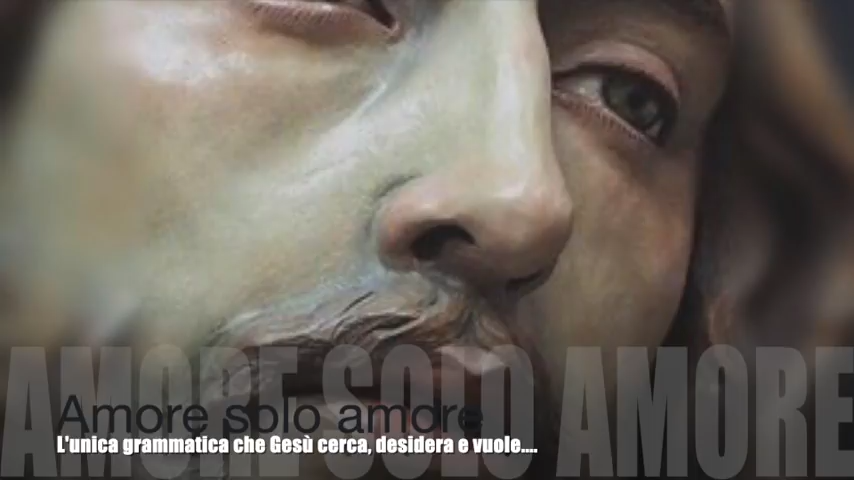 AMORE SOLO AMORE
Amore solo amore
L'unica grammatica che Gesù cerca, desidera e vuole....